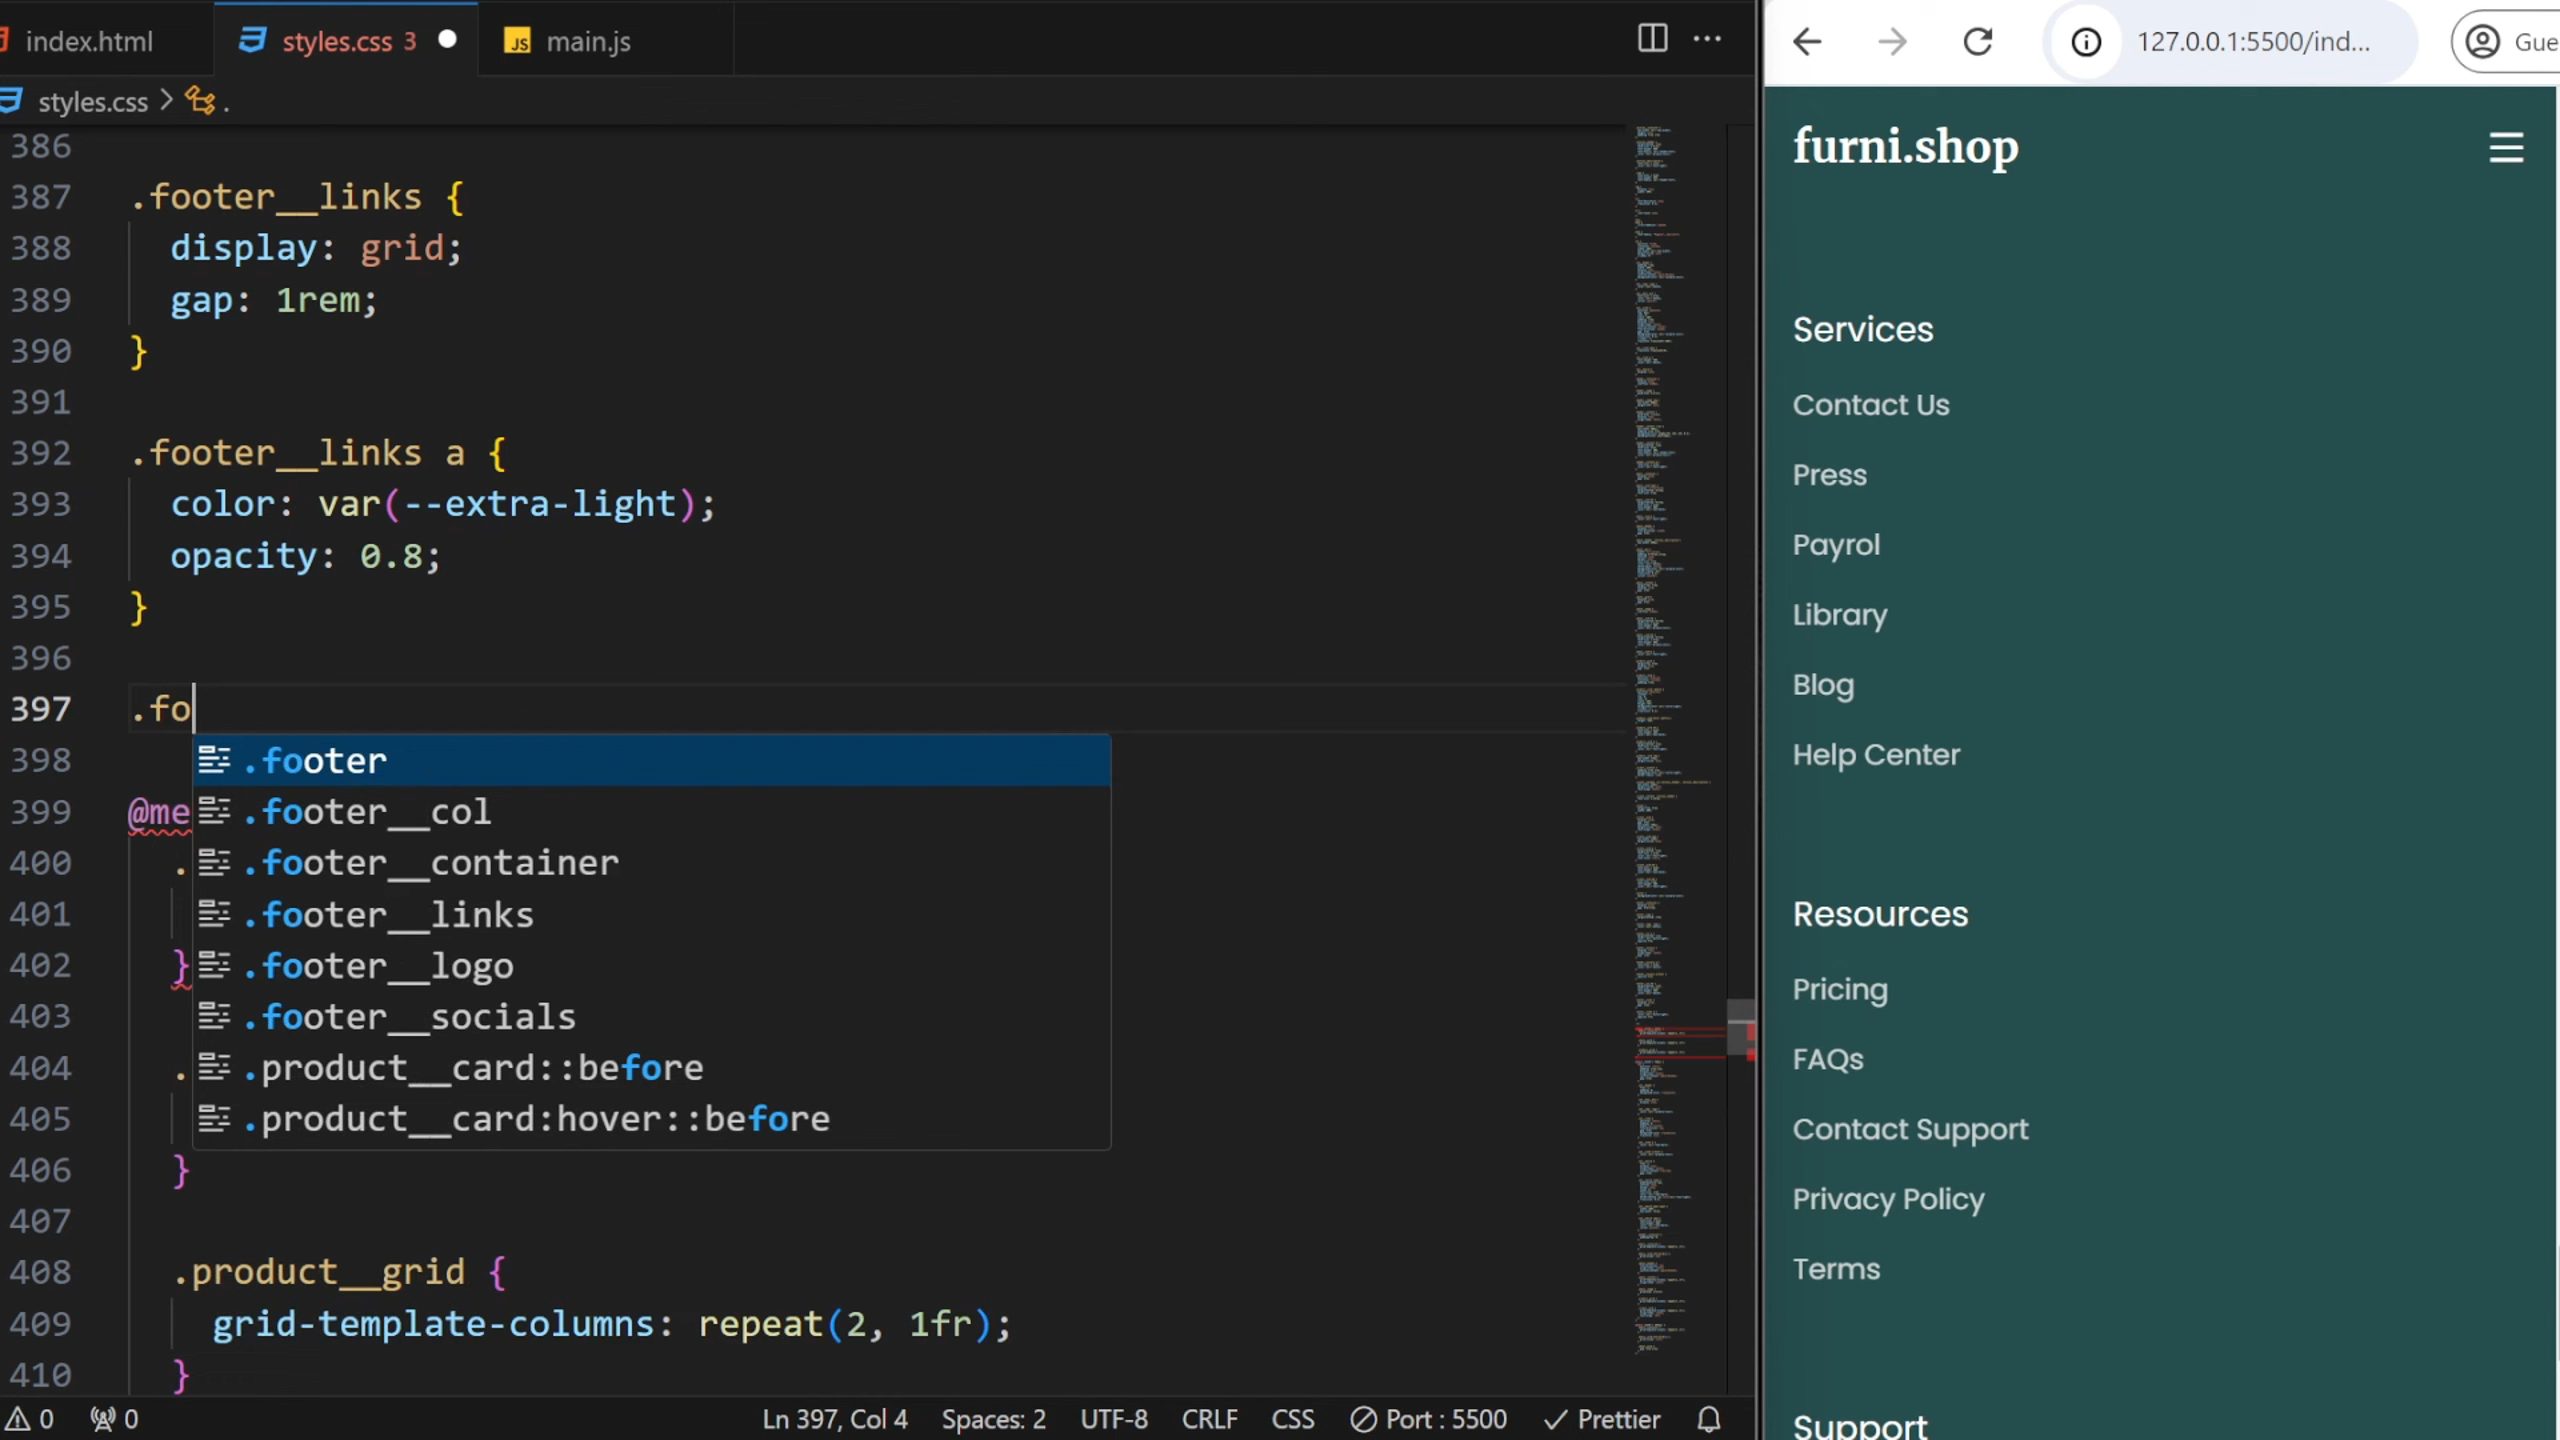 index.html
styles.css 3
JS main.js
styles.css > .
386
387 .footer__links {
388 display: grid;
389 gap: 1rem;
390 }
391
392 .footer__links a {
393 color: var(--extra-light);
394 opacity: 0.8;
395 }
396
397 .fo
398
399 @me
400 .
401
402 }
403
404 .
405
406 }
407
408 .product__grid {
409 grid-template-columns: repeat(2, 1fr);
410 }
.footer
.footer__col
.footer__container
.footer__links
.footer__logo
.footer__socials
.product__card::before
.product__card:hover::before
0 0 Ln 397, Col 4 Spaces: 2 UTF-8 CRLF CSS Port : 5500 Prettier
127.0.0.1:5500/ind...
Gue
furni.shop
Services
Contact Us
Press
Payrol
Library
Blog
Help Center
Resources
Pricing
FAQs
Contact Support
Privacy Policy
Terms
Support